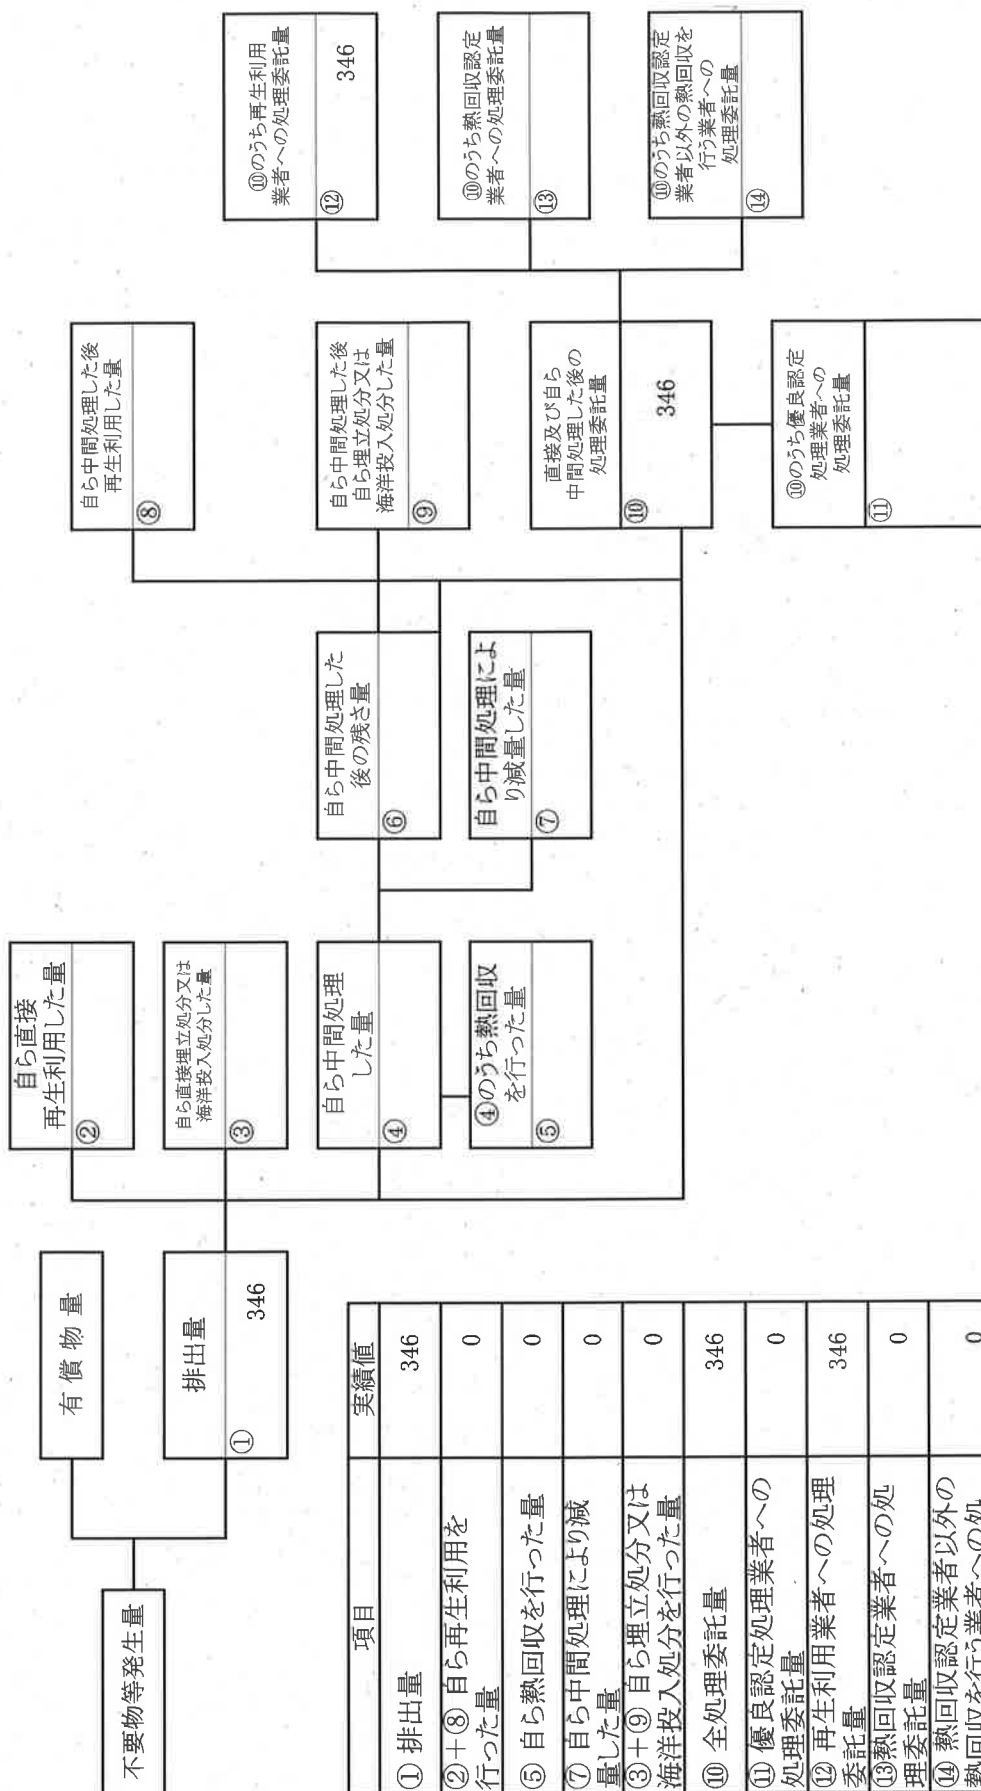 不要物等発生量
有償物量
排出量
①
346
自ら直接
再生利用した量
②
自ら直接埋立処分又は
海洋投入処分した量
③
自ら中間処理
した量
④
④のうち熱回収
を行った量
⑤
自ら中間処理した
後の残さ量
⑥
自ら中間処理によ
り減量した量
⑦
自ら中間処理した後
再生利用した量
⑧
自ら中間処理した後
自ら埋立処分又は
海洋投入処分した量
⑨
直接及び自ら
中間処理した後の
処理委託量
⑩
346
⑩のうち優良認定
処理業者への
処理委託量
⑪
⑩のうち再生利用
業者への処理委託量
⑫
346
⑩のうち熱回収認定
業者への処理委託量
⑬
⑩のうち熱回収認定
業者以外の熱回収を
行う業者への
処理委託量
⑭
項目
実績値
① 排出量
346
②+⑧ 自ら再生利用を
行った量
0
⑤ 自ら熱回収を行った量
0
⑦ 自ら中間処理により減
量した量
0
③+⑨ 自ら埋立処分又は
海洋投入処分を行った量
0
⑩ 全処理委託量
346
⑪ 優良認定処理業者への
処理委託量
0
⑫ 再生利用業者への処理
委託量
346
⑬熱回収認定業者への処
理委託量
0
⑭ 熱回収認定業者以外の
熱回収を行う業者への処
0